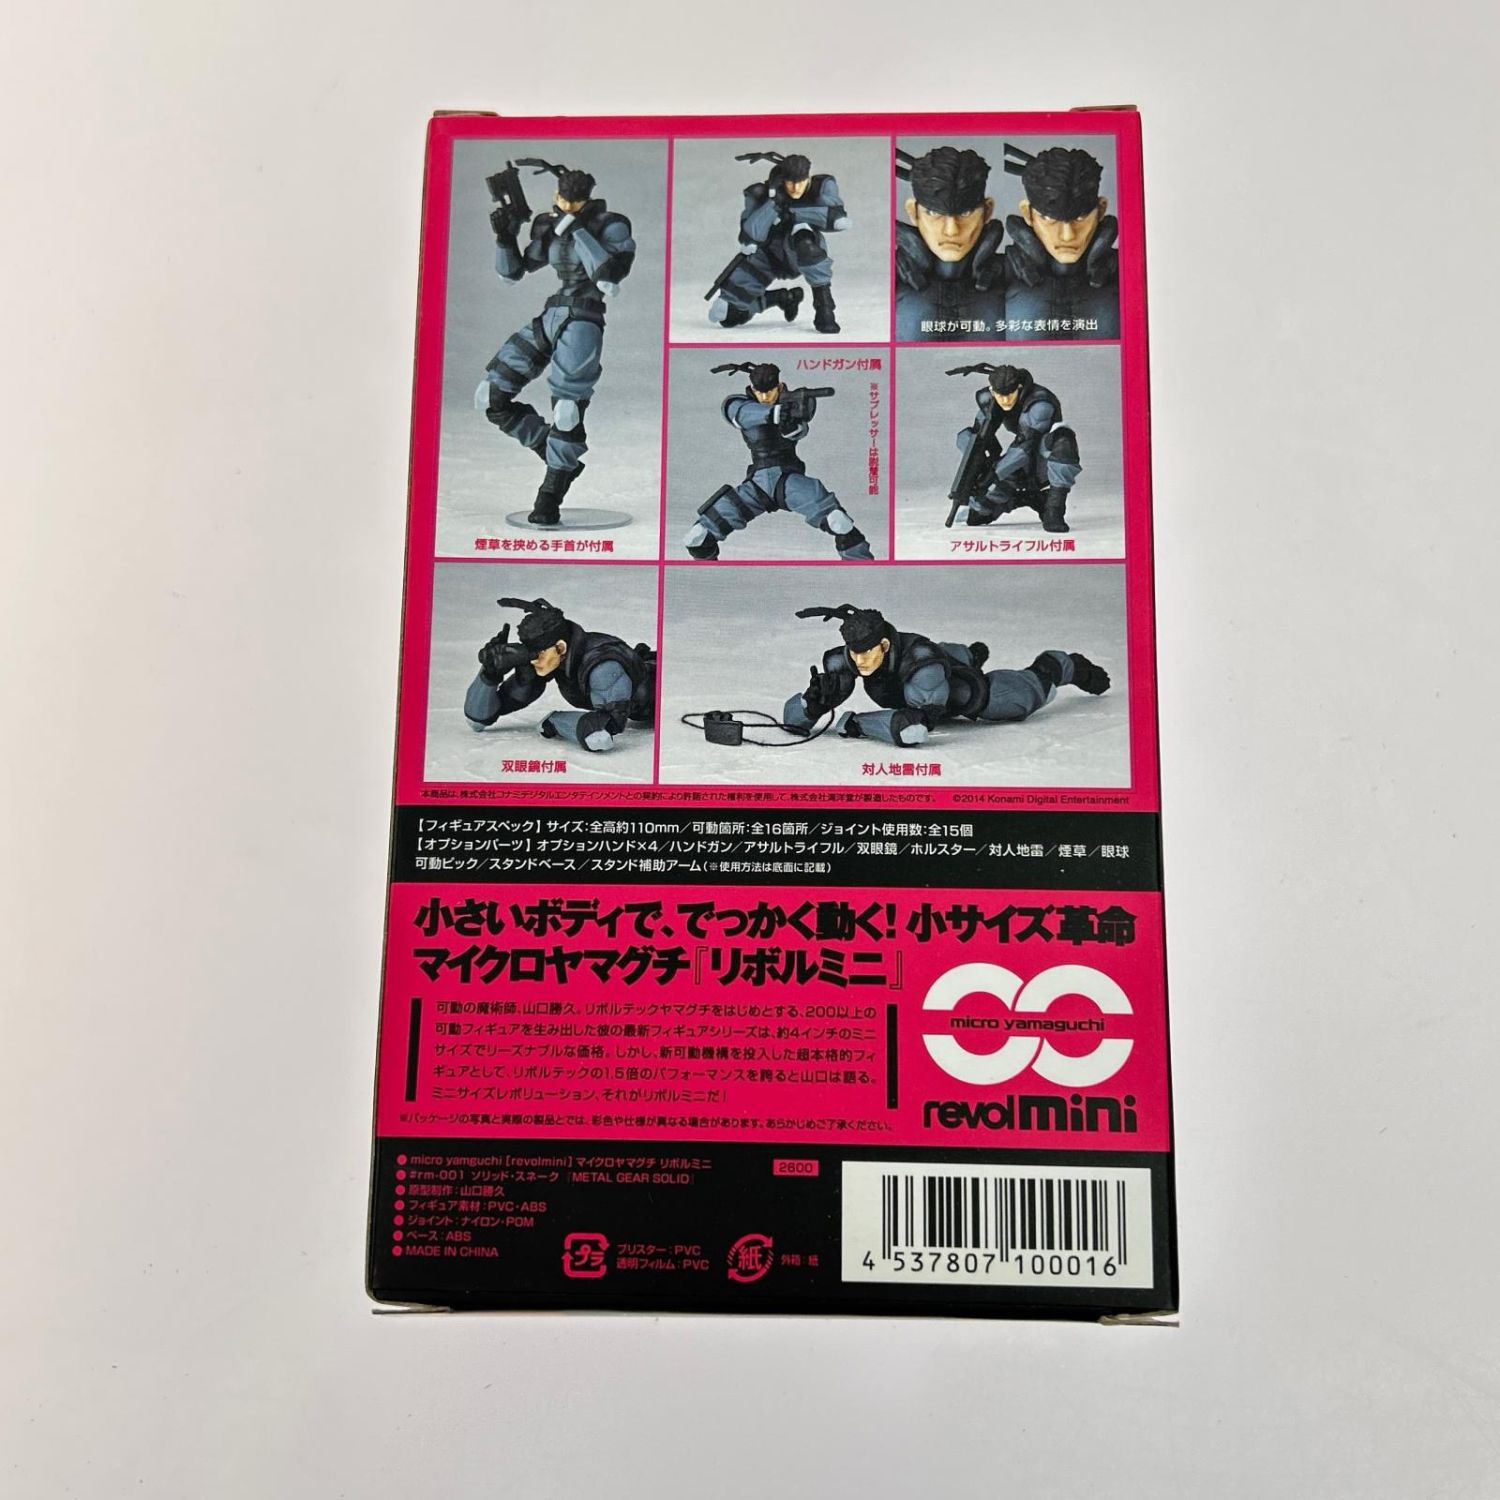 眼球が可動。多彩な表情を演出
ハンドガン付属
※サプレッサーは脱着可能
煙草を挟める手首が付属
アサルトライフル付属
双眼鏡付属
対人地雷付属
本商品は、株式会社コナミデジタルエンタテインメントとの契約により許諾された権利を使用して、株式会社海洋堂が製造したものです。 ©2014 Konami Digital Entertainment
【フィギュアスペック】サイズ:全高約110mm/可動箇所:全16箇所/ジョイント使用数:全15個
【オプションパーツ】オプションハンド×4/ハンドガン/アサルトライフル/双眼鏡/ホルスター/対人地雷/煙草/眼球
可動ピック/スタンドベース/スタンド補助アーム(※使用方法は底面に記載)
小さいボディで、でっかく動く!小サイズ革命
マイクロヤマグチ『リボルミニ』
可動の魔術師、山口勝久。リボルテックヤマグチをはじめとする、200以上の
可動フィギュアを生み出した彼の最新フィギュアシリーズは、約4インチのミニ
サイズでリーズナブルな価格。しかし、新可動機構を投入した超本格的フィ
ギュアとして、リボルテックの1.5倍のパフォーマンスを誇ると山口は語る。
ミニサイズレボリューション、それがリボルミニだ!
※パッケージの写真と実際の製品とでは、彩色や仕様が異なる場合があります。あらかじめご了承ください。
micro yamaguchi
revolmini
●micro yamguchi [revolmini] マイクロヤマグチ リボルミニ
●#rm-001 ソリッド・スネーク 『METAL GEAR SOLID』
●原型制作:山口勝久
●フィギュア素材:PVC・ABS
●ジョイント:ナイロン・POM
●ベース:ABS
●MADE IN CHINA
2600
プラ
ブリスター:PVC
透明フィルム:PVC
紙
外箱:紙
4 537807 100016